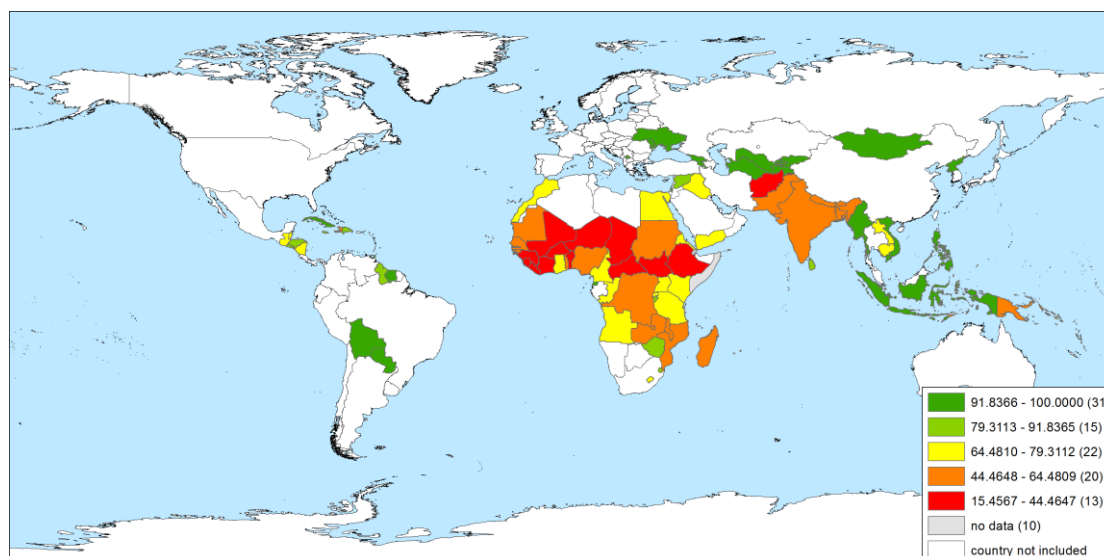 91.8366 - 100.0000 (31
79.3113 - 91.8365 (15)
64.4810 - 79.3112 (22)
44.4648 - 64.4809 (20)
15.4567 - 44.4647 (13)
no data (10)
country not included